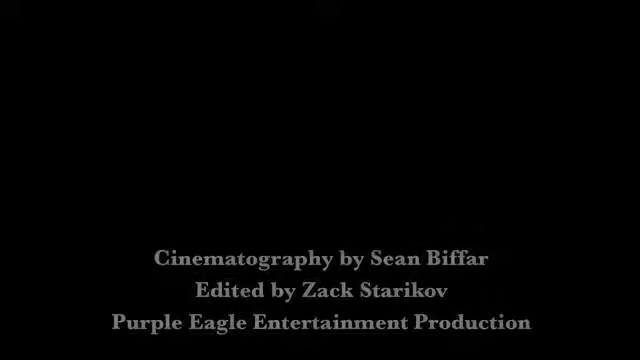 Cinematography by Sean Biffar
Edited by Zack Starikov
Purple Eagle Entertainment Production